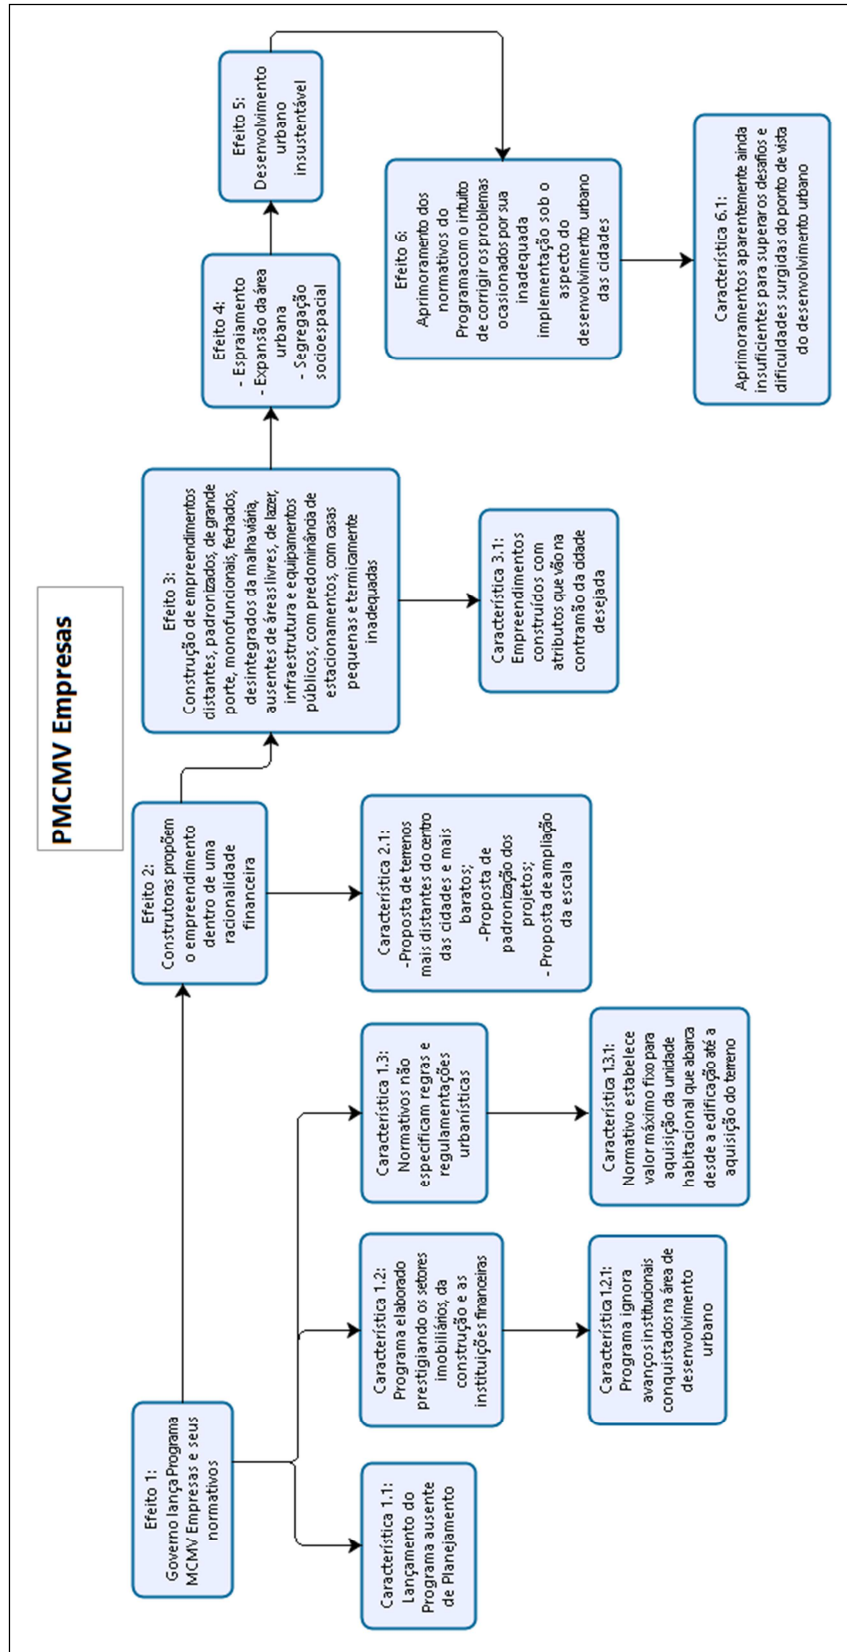 PMCMV Empresas
Efeito 1:
Governo lança Programa
MCMV Empresas e seus
normativos
Característica 1.1:
Lançamento do
Programa ausente
de Planejamento
Característica 1.2:
Programa elaborado
prestigiando os setores
imobiliários, da
construção e as
instituições financeiras
Característica 1.2.1:
Programa ignora
avanços institucionais
conquistados na área de
desenvolvimento
urbano
Característica 1.3:
Normativos não
especificam regras e
regulamentações
urbanísticas
Característica 1.3.1:
Normativo estabelece
valor máximo fixo para
aquisição da unidade
habitacional que abarca
desde a edificação até a
aquisição do terreno
Efeito 2:
Construtoras propõem
o empreendimento
dentro de uma
racionalidade
financeira
Característica 2.1:
-Proposta de terrenos
mais distantes do centro
das cidades e mais
baratos;
-Proposta de
padronização dos
projetos;
- Proposta de ampliação
da escala
Efeito 3:
Construção de empreendimentos
distantes, padronizados, de grande
porte, monofuncionais, fechados,
desintegrados da malha viária,
ausentes de áreas livres, de lazer,
infraestrutura e equipamentos
públicos, com predominância de
estacionamentos, com casas
pequenas e termicamente
inadequadas
Característica 3.1:
Empreendimentos
construídos com
atributos que vão na
contramão da cidade
desejada
Efeito 4:
- Espraiamento
- Expansão da área
urbana
- Segregação
socioespacial
Efeito 5:
Desenvolvimento
urbano
insustentável
Efeito 6:
Aprimoramento dos
normativos do
Programacom o intuito
de corrigir os problemas
ocasionados por sua
inadequada
implementação sob o
aspecto do
desenvolvimento urbano
das cidades
Característica 6.1:
Aprimoramentos aparentemente ainda
insuficientes para superar os desafios e
dificuldades surgidas do ponto de vista
do desenvolvimento urbano